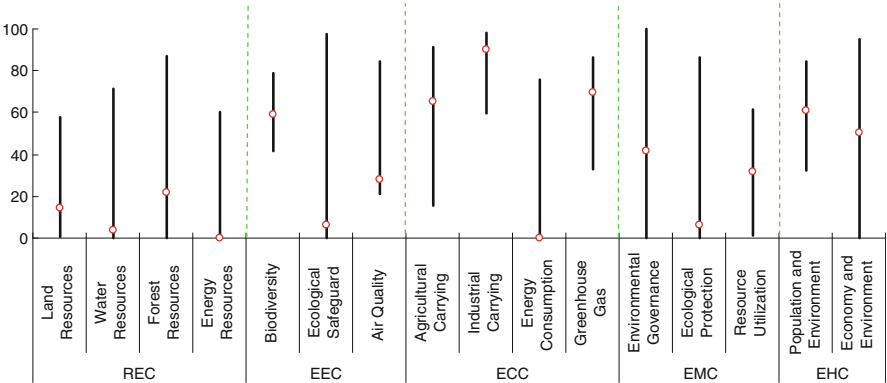 100
80
60
40
20
0
Land
Resources
Water
Resources
Forest
Resources
Energy
Resources
Biodiversity
Ecological
Safeguard
Air Quality
Agricultural
Carrying
Industrial
Carrying
Energy
Consumption
Greenhouse
Gas
Environmental
Governance
Ecological
Protection
Resource
Utilization
Population and
Environment
Economy and
Environment
REC
EEC
ECC
EMC
EHC